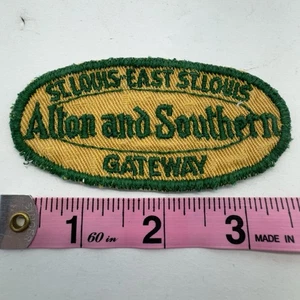 ST. LOUIS-EAST ST. LOUIS
Alton and Southern
GATEWAY
1 60 in 2 3 MADE IN